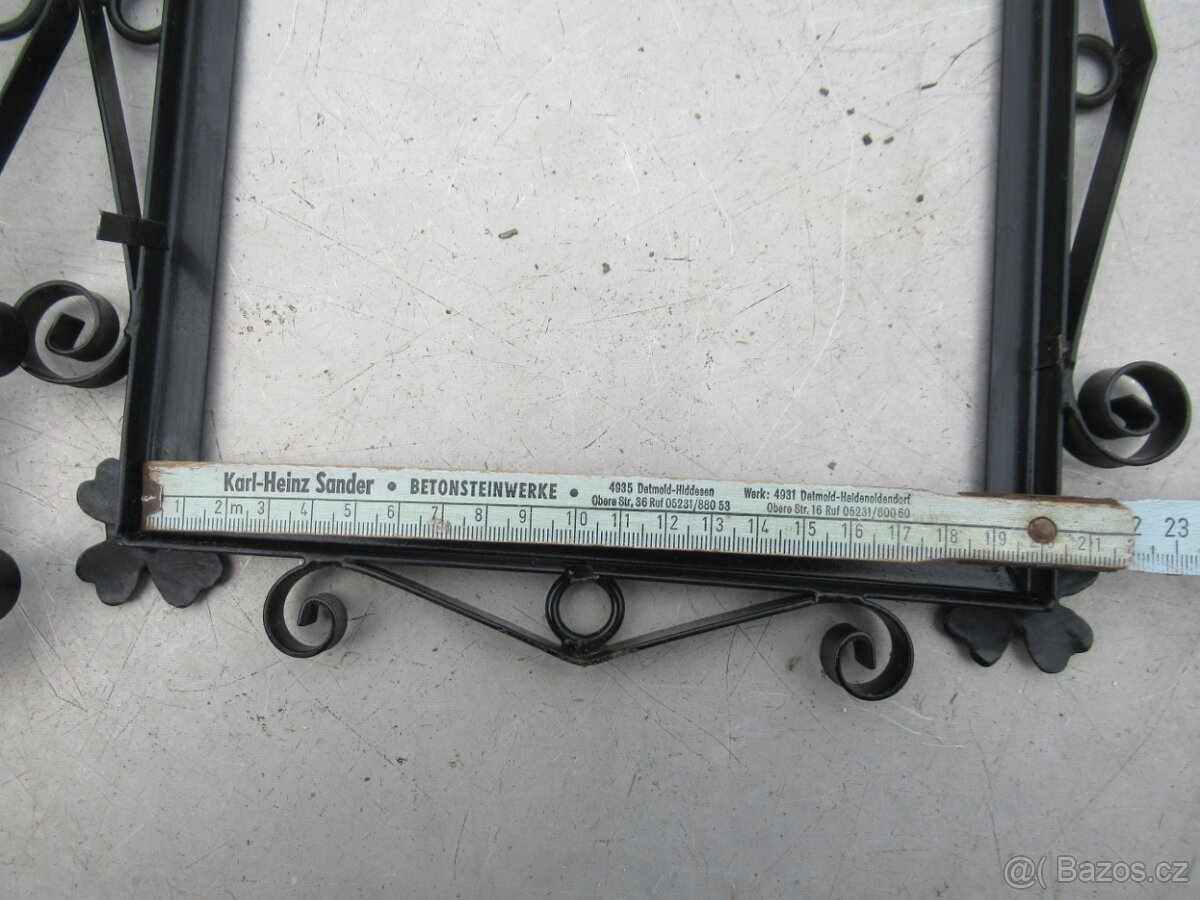 Karl-Heinz Sander • BETONSTEINWERKE • 4935 Detmold-Hiddesen Werk: 4931 Detmold-Heidenoldendorf
Obere Str. 36 Ruf 05231/880 53 Obere Str. 16 Ruf 05231/800 60
1 2 m 3 4 5 6 7 8 9 10 11 12 13 14 15 16 17 18 19 20 21 2 23
@( Bazos.cz